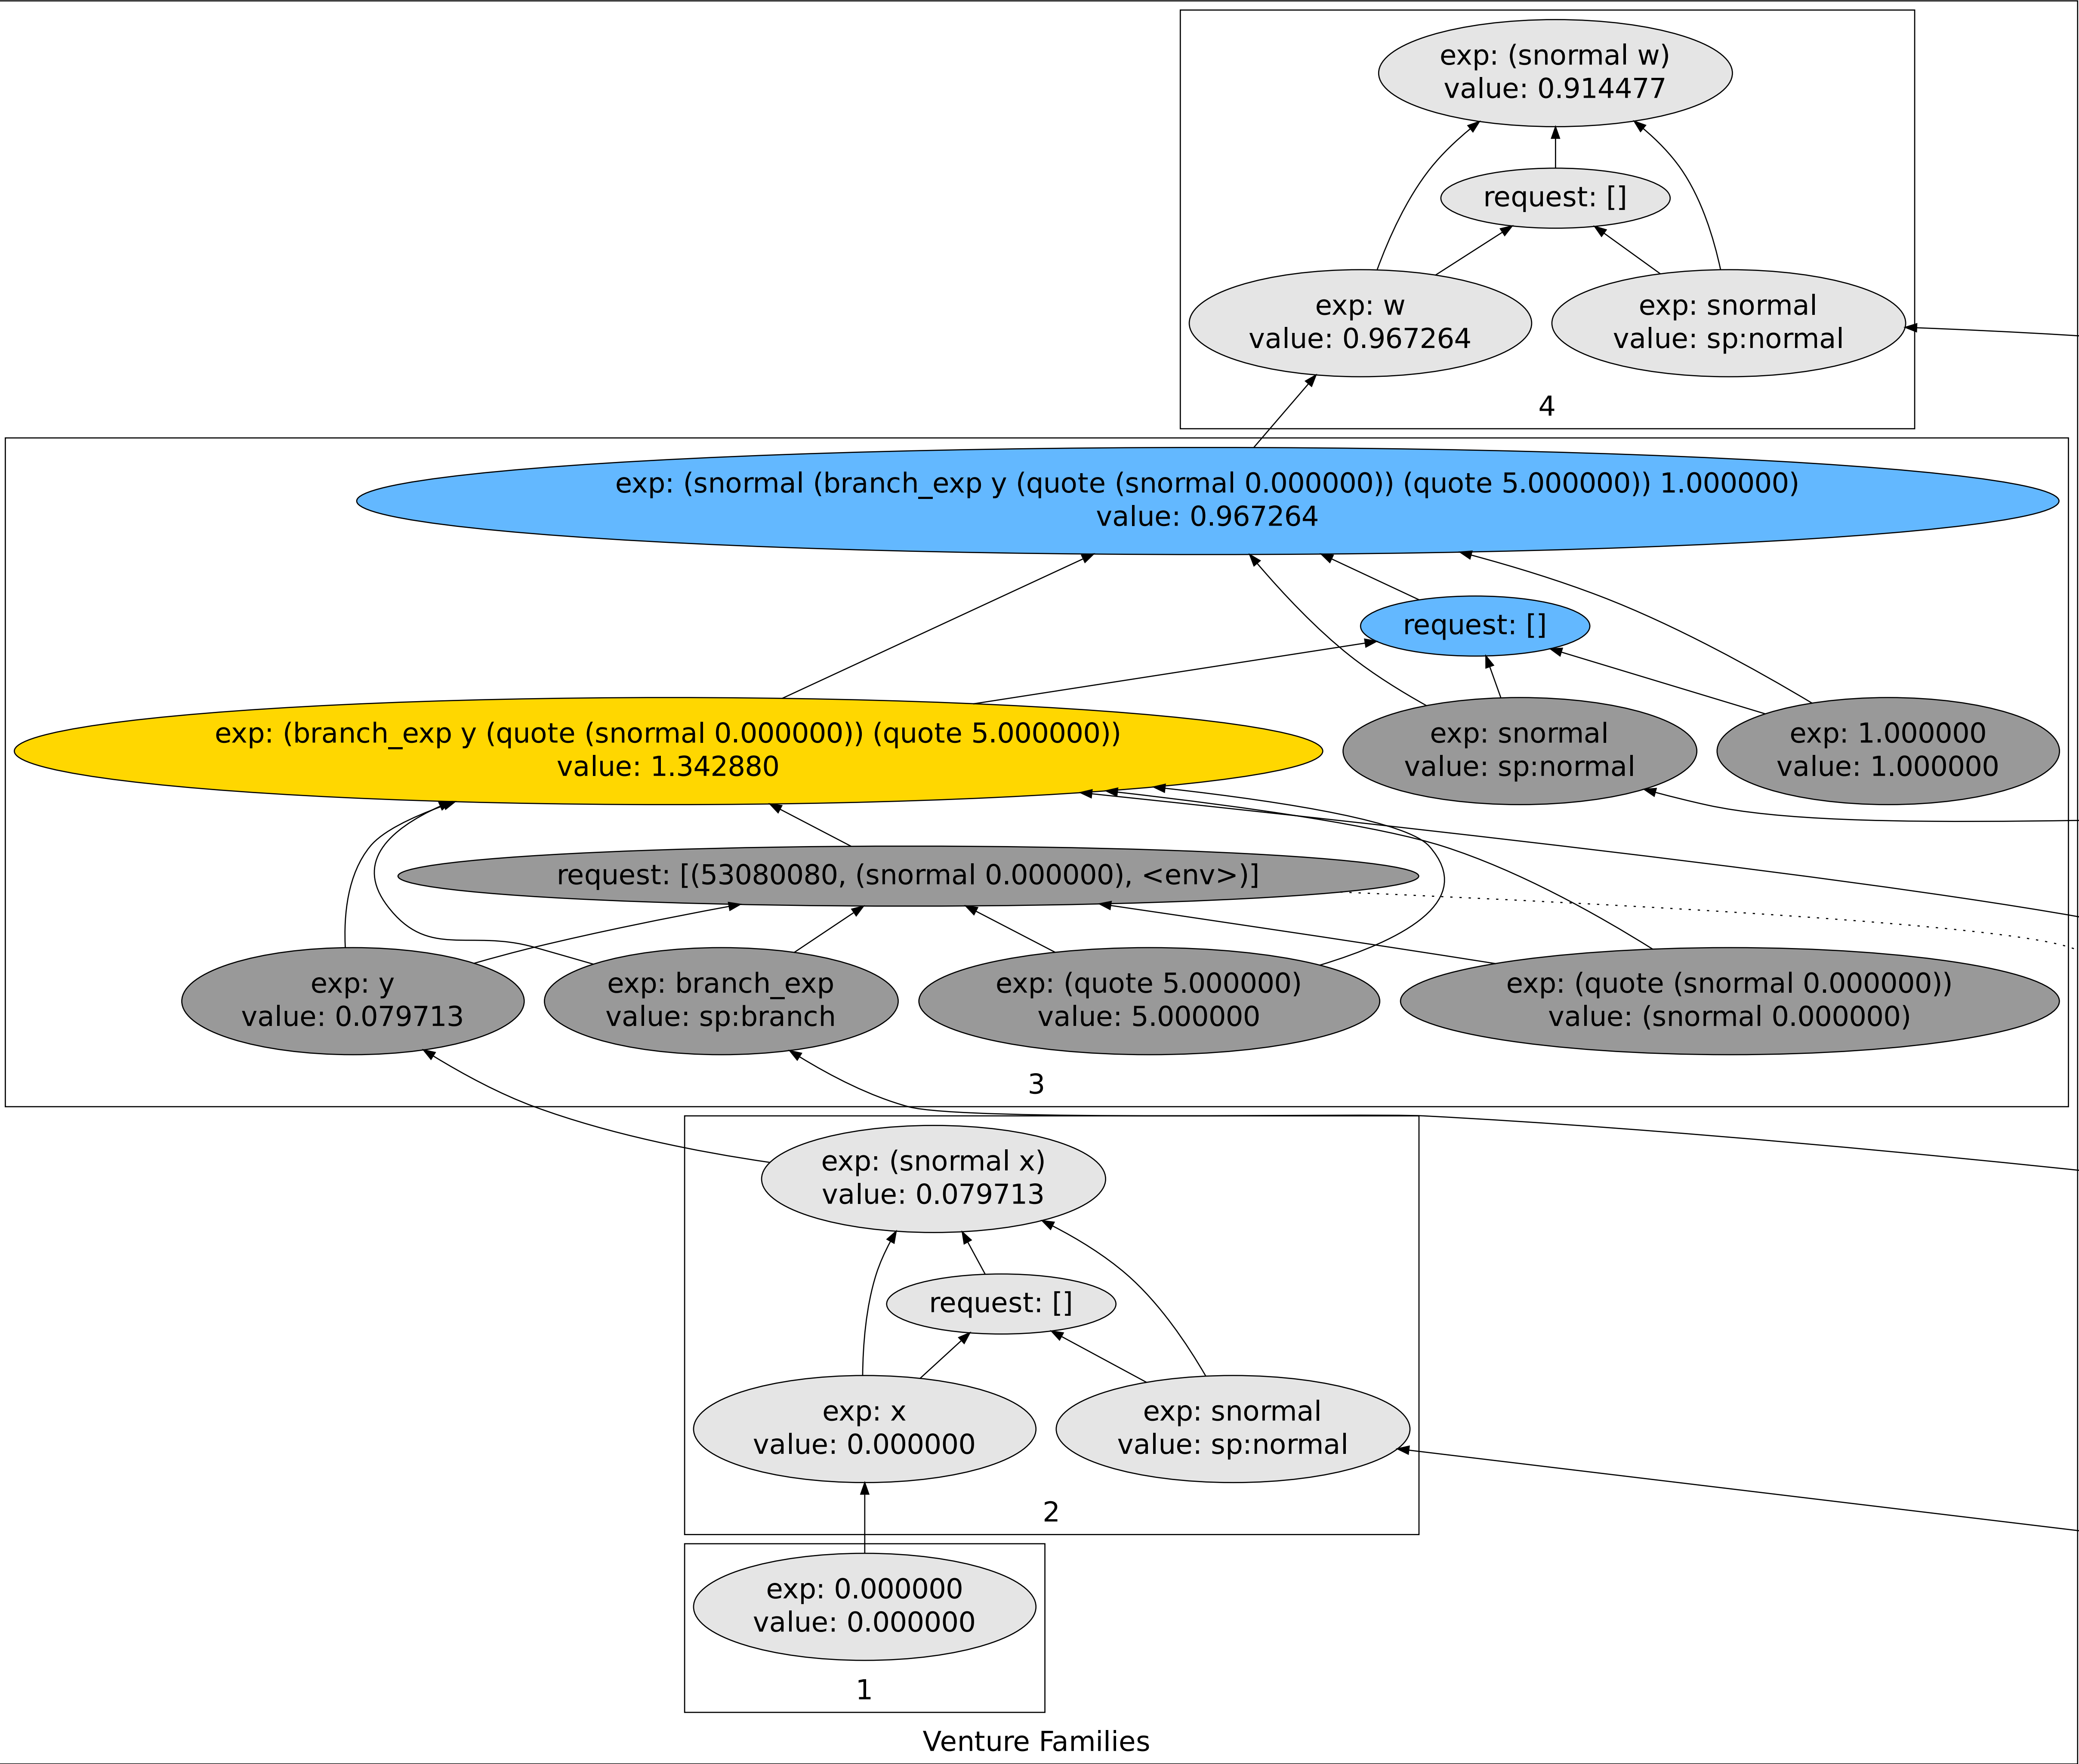 exp: (snormal w)
value: 0.914477
request: []
exp: w
value: 0.967264
exp: snormal
value: sp:normal
4
exp: (snormal (branch_exp y (quote (snormal 0.000000)) (quote 5.000000)) 1.000000)
value: 0.967264
request: []
exp: (branch_exp y (quote (snormal 0.000000)) (quote 5.000000))
value: 1.342880
exp: snormal
value: sp:normal
exp: 1.000000
value: 1.000000
request: [(53080080, (snormal 0.000000), <env>)]
exp: y
value: 0.079713
exp: branch_exp
value: sp:branch
exp: (quote 5.000000)
value: 5.000000
exp: (quote (snormal 0.000000))
value: (snormal 0.000000)
3
exp: (snormal x)
value: 0.079713
request: []
exp: x
value: 0.000000
exp: snormal
value: sp:normal
2
exp: 0.000000
value: 0.000000
1
Venture Families